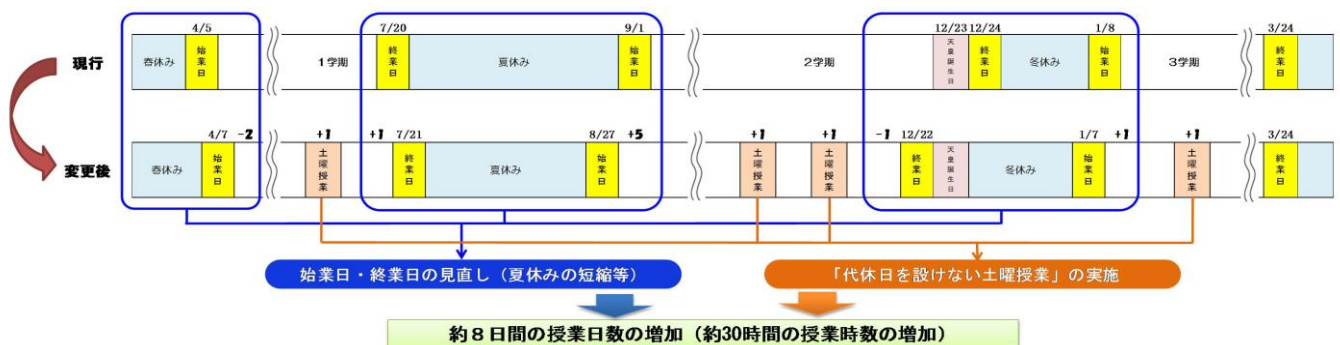 4/5
7/20
9/1
12/23 12/24
1/8
3/24
現行
春休み
始業日
1学期
終業日
夏休み
始業日
2学期
天皇誕生日
終業日
冬休み
始業日
3学期
終業日
4/7 -2
+1
+1 7/21
8/27 +5
+1
+1
-1 12/22
1/7 +1
+1
3/24
変更後
春休み
始業日
土曜授業
終業日
夏休み
始業日
土曜授業
土曜授業
終業日
天皇誕生日
冬休み
始業日
土曜授業
終業日
始業日・終業日の見直し（夏休みの短縮等）
「代休日を設けない土曜授業」の実施
約８日間の授業日数の増加（約30時間の授業時数の増加）